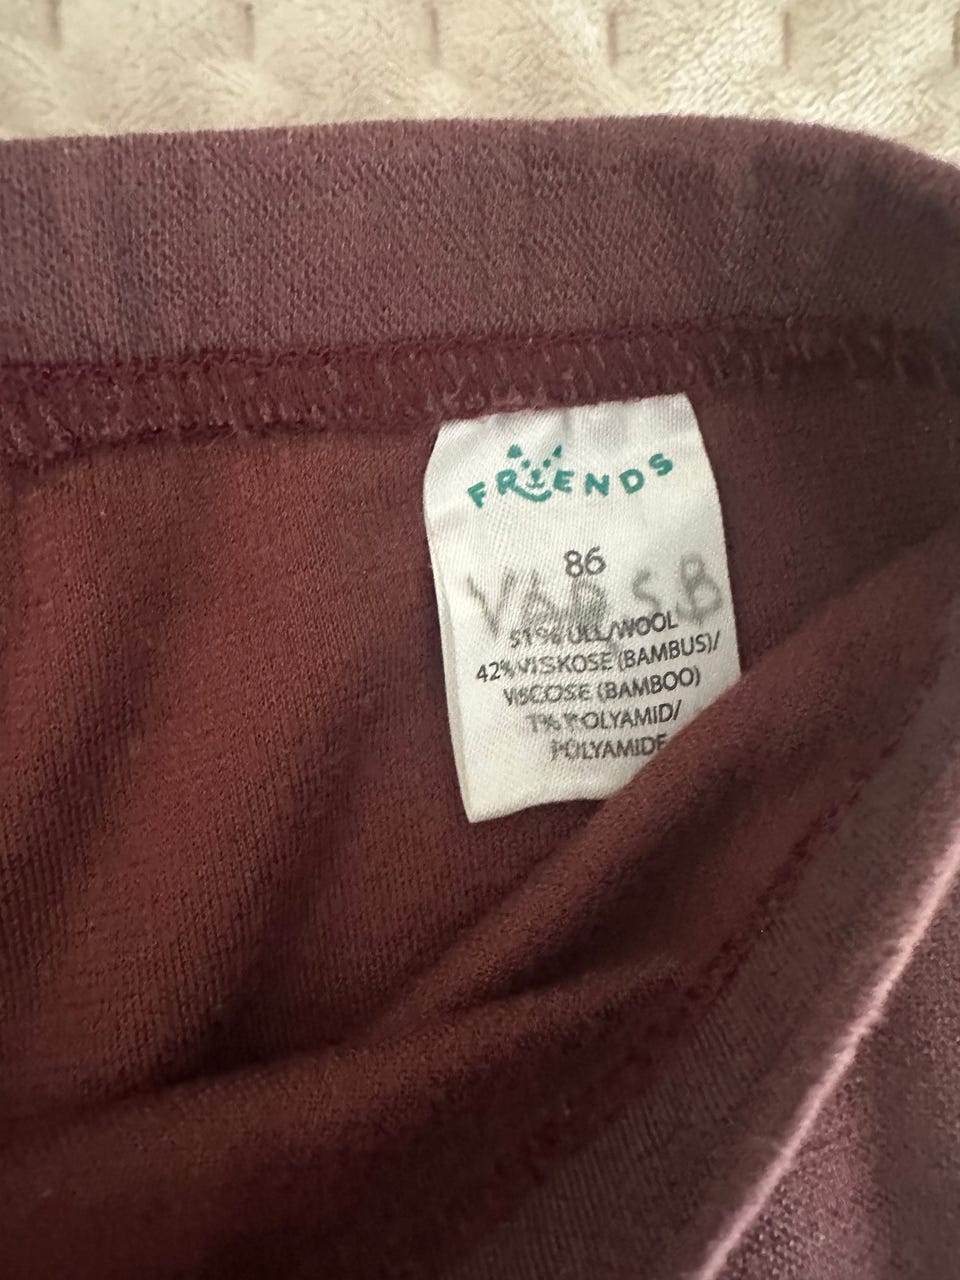 FRIENDS
86
S.B
51% ULL/WOOL
42% VISKOSE (BAMBUS)/
VISCOSE (BAMBOO)
7% POLYAMID/
POLYAMIDE